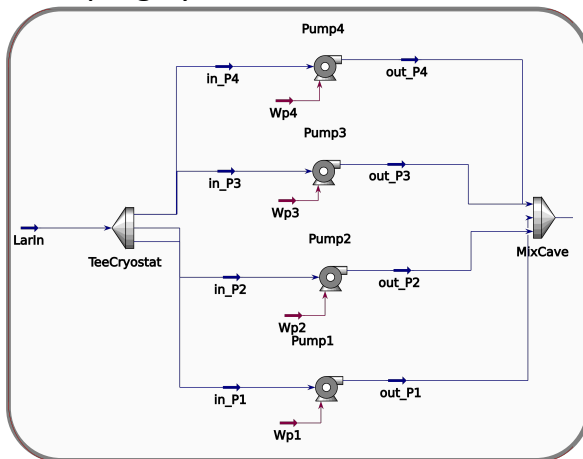 Pump4
in_P4
out_P4
Wp4
Pump3
in_P3
out_P3
Wp3
LarIn
TeeCryostat
MixCave
Pump2
in_P2
out_P2
Wp2
Pump1
in_P1
out_P1
Wp1